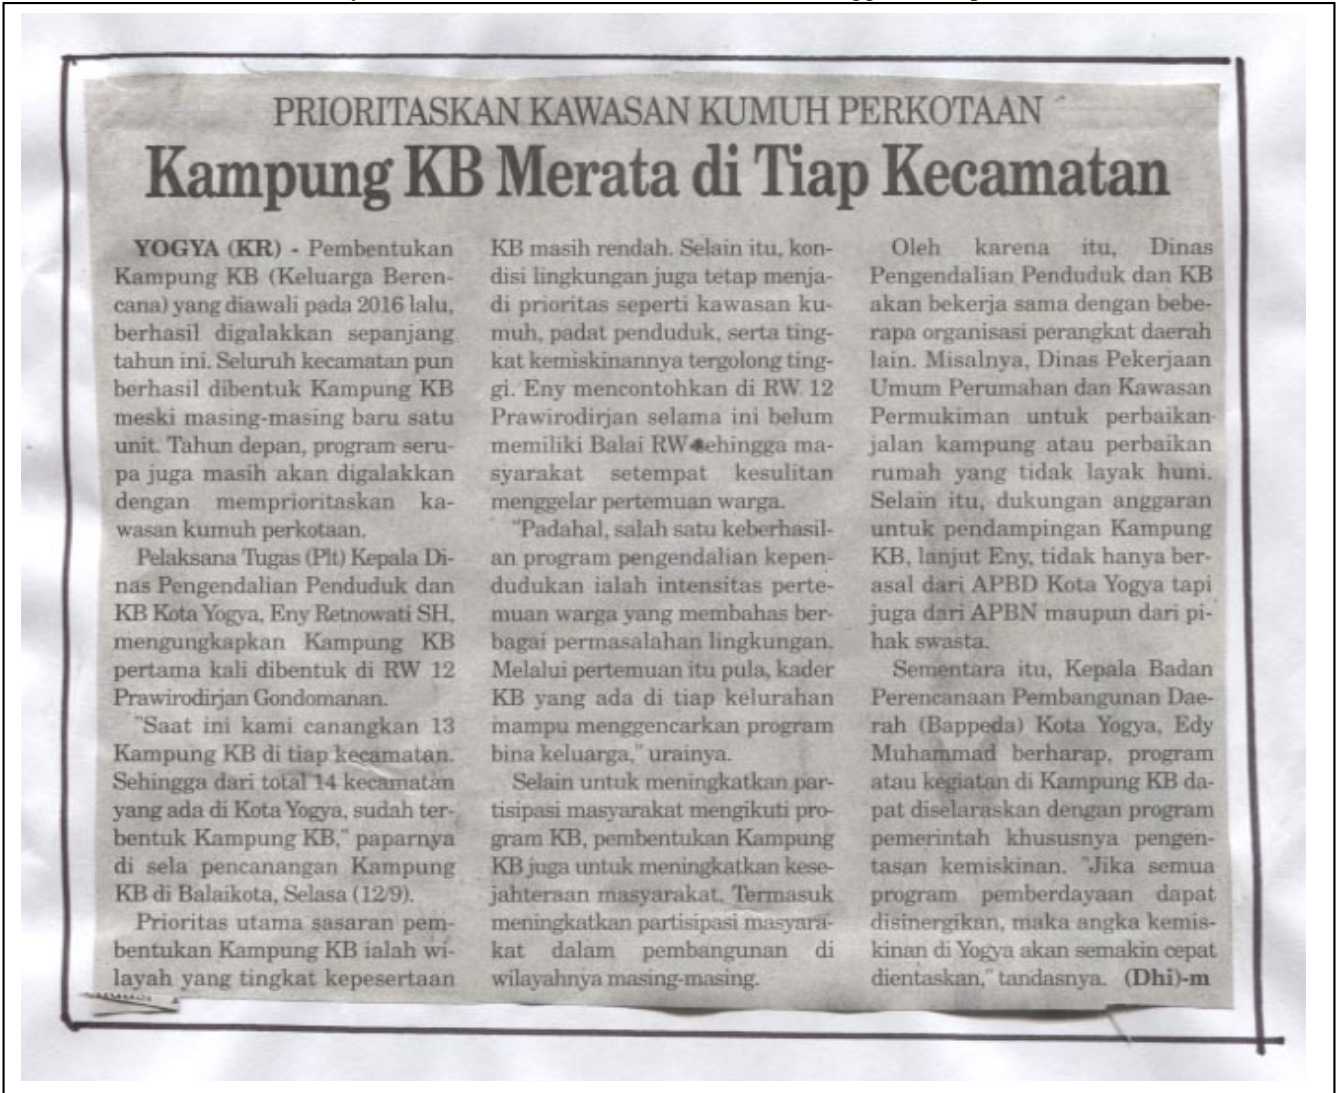 PRIORITASKAN KAWASAN KUMUH PERKOTAAN
Kampung KB Merata di Tiap Kecamatan
YOGYA (KR) - Pembentukan
Kampung KB (Keluarga Beren-
cana) yang diawali pada 2016 lalu,
berhasil digalakkan sepanjang
tahun ini. Seluruh kecamatan pun
berhasil dibentuk Kampung KB
meski masing-masing baru satu
unit. Tahun depan, program seru-
pa juga masih akan digalakkan
dengan memprioritaskan ka-
wasan kumuh perkotaan.
Pelaksana Tugas (Plt) Kepala Di-
nas Pengendalian Penduduk dan
KB Kota Yogya, Eny Retnowati SH,
mengungkapkan Kampung KB
pertama kali dibentuk di RW 12
Prawirodirjan Gondomanan.
"Saat ini kami canangkan 13
Kampung KB di tiap kecamatan.
Sehingga dari total 14 kecamatan
yang ada di Kota Yogya, sudah ter-
bentuk Kampung KB," paparnya
di sela pencanangan Kampung
KB di Balaikota, Selasa (12/9).
Prioritas utama sasaran pem-
bentukan Kampung KB ialah wi-
layah yang tingkat kepesertaan
KB masih rendah. Selain itu, kon-
disi lingkungan juga tetap menja-
di prioritas seperti kawasan ku-
muh, padat penduduk, serta ting-
kat kemiskinannya tergolong ting-
gi. Eny mencontohkan di RW 12
Prawirodirjan selama ini belum
memiliki Balai RW sehingga ma-
syarakat setempat kesulitan
menggelar pertemuan warga.
"Padahal, salah satu keberhasil-
an program pengendalian kepen-
dudukan ialah intensitas perte-
muan warga yang membahas ber-
bagai permasalahan lingkungan.
Melalui pertemuan itu pula, kader
KB yang ada di tiap kelurahan
mampu menggencarkan program
bina keluarga," urainya.
Selain untuk meningkatkan par-
tisipasi masyarakat mengikuti pro-
gram KB, pembentukan Kampung
KB juga untuk meningkatkan kese-
jahteraan masyarakat. Termasuk
meningkatkan partisipasi masyara-
kat dalam pembangunan di
wilayahnya masing-masing.
Oleh karena itu, Dinas
Pengendalian Penduduk dan KB
akan bekerja sama dengan bebe-
rapa organisasi perangkat daerah
lain. Misalnya, Dinas Pekerjaan
Umum Perumahan dan Kawasan
Permukiman untuk perbaikan
jalan kampung atau perbaikan
rumah yang tidak layak huni.
Selain itu, dukungan anggaran
untuk pendampingan Kampung
KB, lanjut Eny, tidak hanya ber-
asal dari APBD Kota Yogya tapi
juga dari APBN maupun dari pi-
hak swasta.
Sementara itu, Kepala Badan
Perencanaan Pembangunan Dae-
rah (Bappeda) Kota Yogya, Edy
Muhammad berharap, program
atau kegiatan di Kampung KB da-
pat diselaraskan dengan program
pemerintah khususnya pengen-
tasan kemiskinan. "Jika semua
program pemberdayaan dapat
disinergikan, maka angka kemis-
kinan di Yogya akan semakin cepat
dientaskan," tandasnya. (Dhi)-m